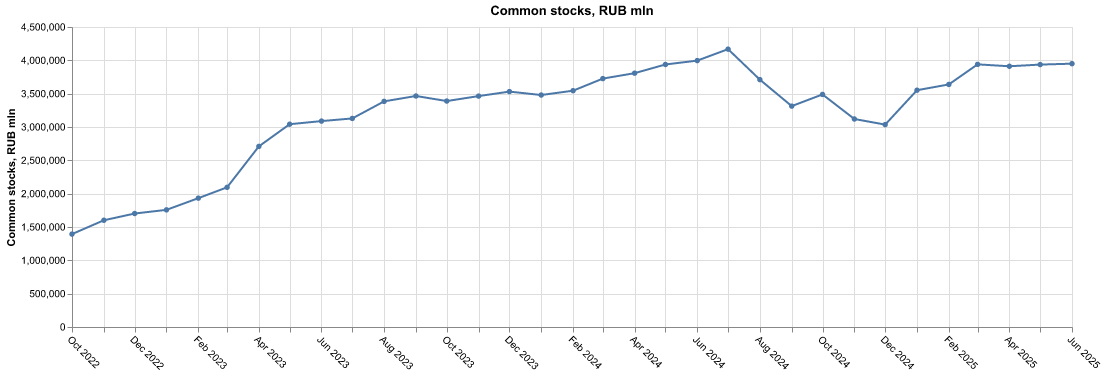 Common stocks, RUB mln
Common stocks, RUB mln
4,500,000
4,000,000
3,500,000
3,000,000
2,500,000
2,000,000
1,500,000
1,000,000
500,000
0
Oct 2022
Dec 2022
Feb 2023
Apr 2023
Jun 2023
Aug 2023
Oct 2023
Dec 2023
Feb 2024
Apr 2024
Jun 2024
Aug 2024
Oct 2024
Dec 2024
Feb 2025
Apr 2025
Jun 2025